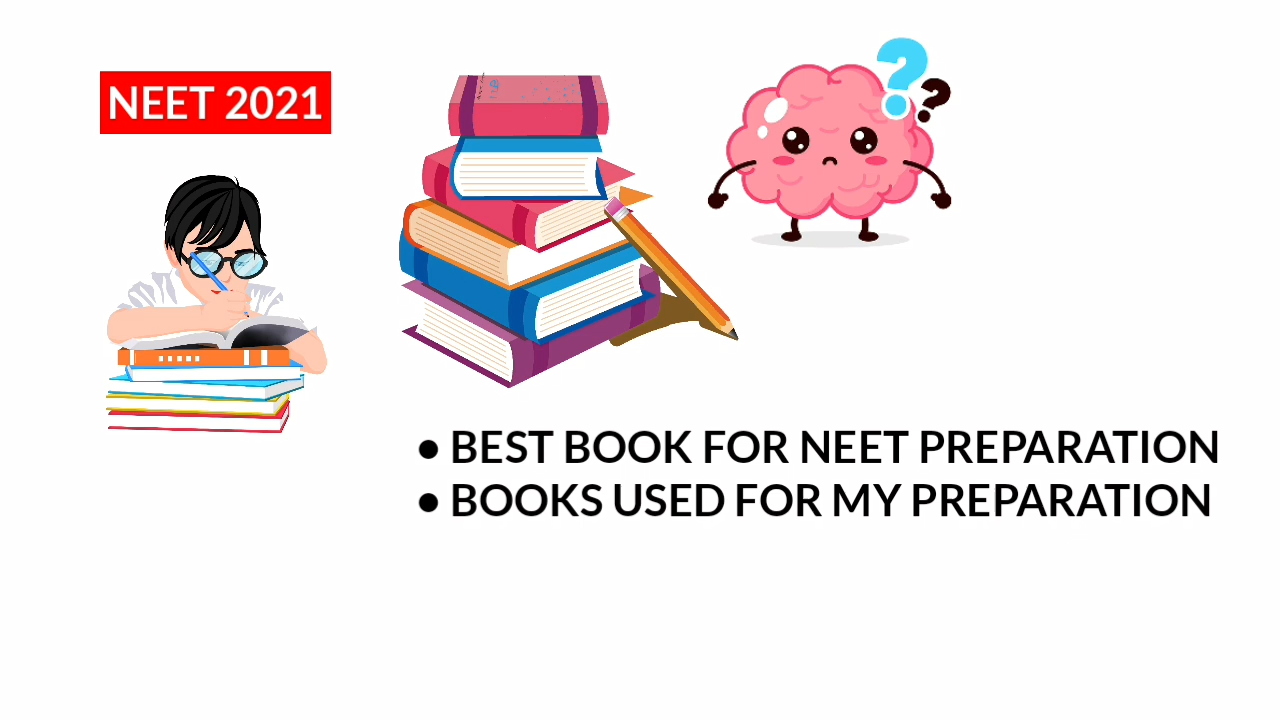 NEET 2021
• BEST BOOK FOR NEET PREPARATION
• BOOKS USED FOR MY PREPARATION